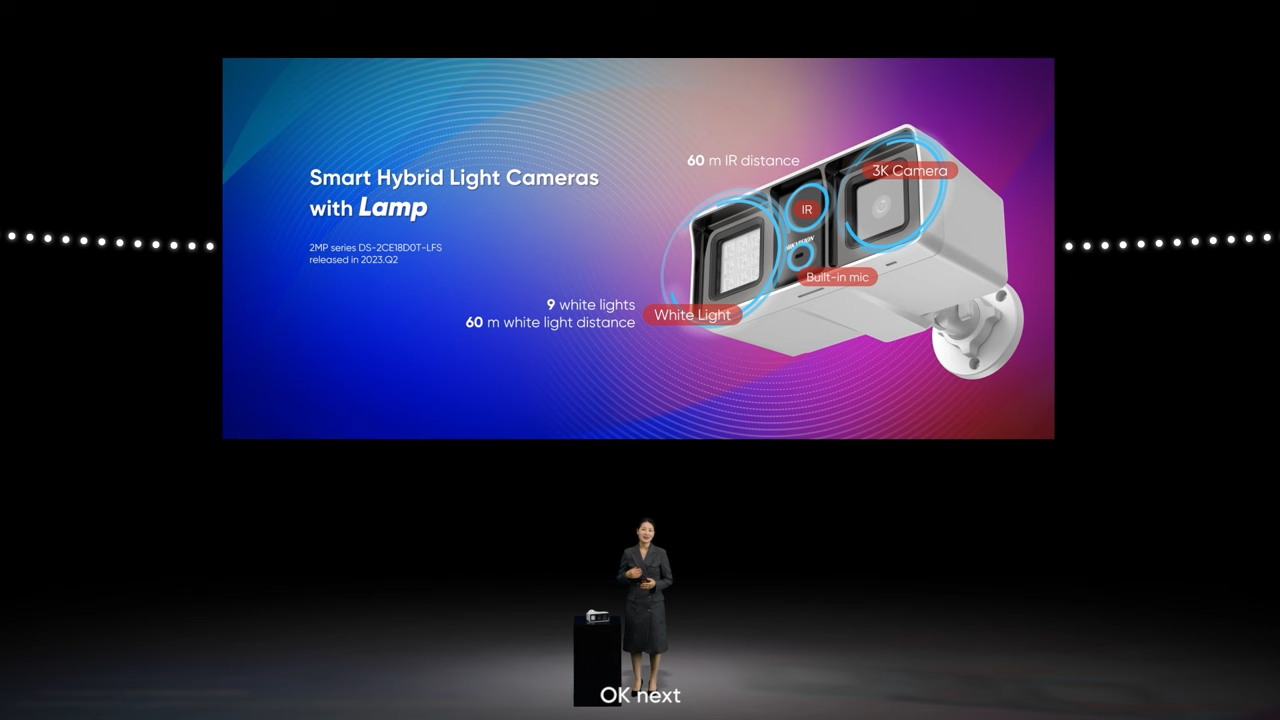 Smart Hybrid Light Cameras
with Lamp
2MP series DS-2CE18D0T-LFS
released in 2023.Q2
60 m IR distance
3K Camera
IR
HIKVISION
Built-in mic
9 white lights
60 m white light distance
White Light
OK next